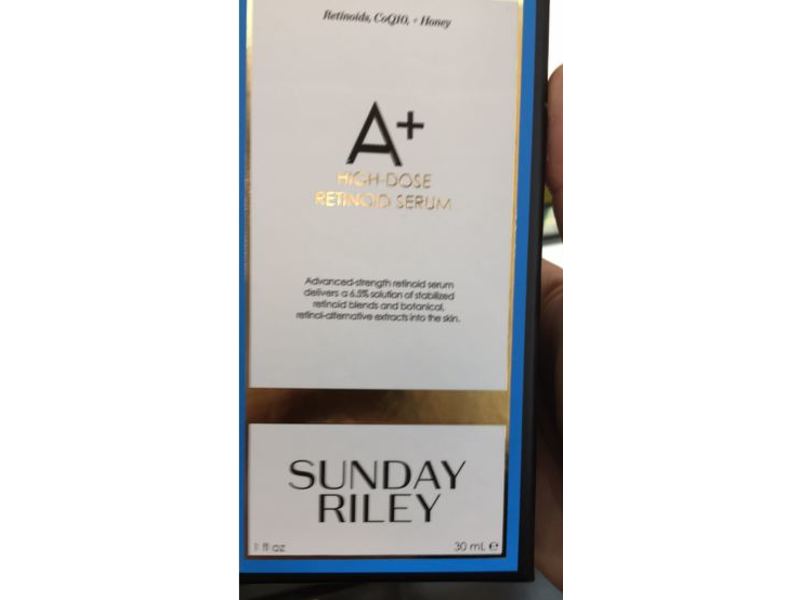 Retinoids, CoQ10, + Honey
A+
HIGH-DOSE
RETINOID SERUM
Advanced-strength retinoid serum
delivers a 6.5% solution of stabilized
retinoid blends and botanical,
retinol-alternative extracts into the skin.
SUNDAY
RILEY
1 fl oz 30 mL ℮